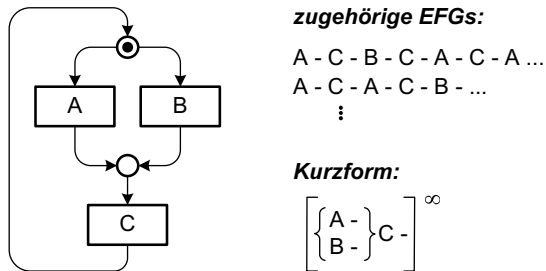 A
B
C
zugehörige EFGs:
A - C - B - C - A - C - A ...
A - C - A - C - B - ...
⋮
Kurzform:
[{A -
B -}C -]∞